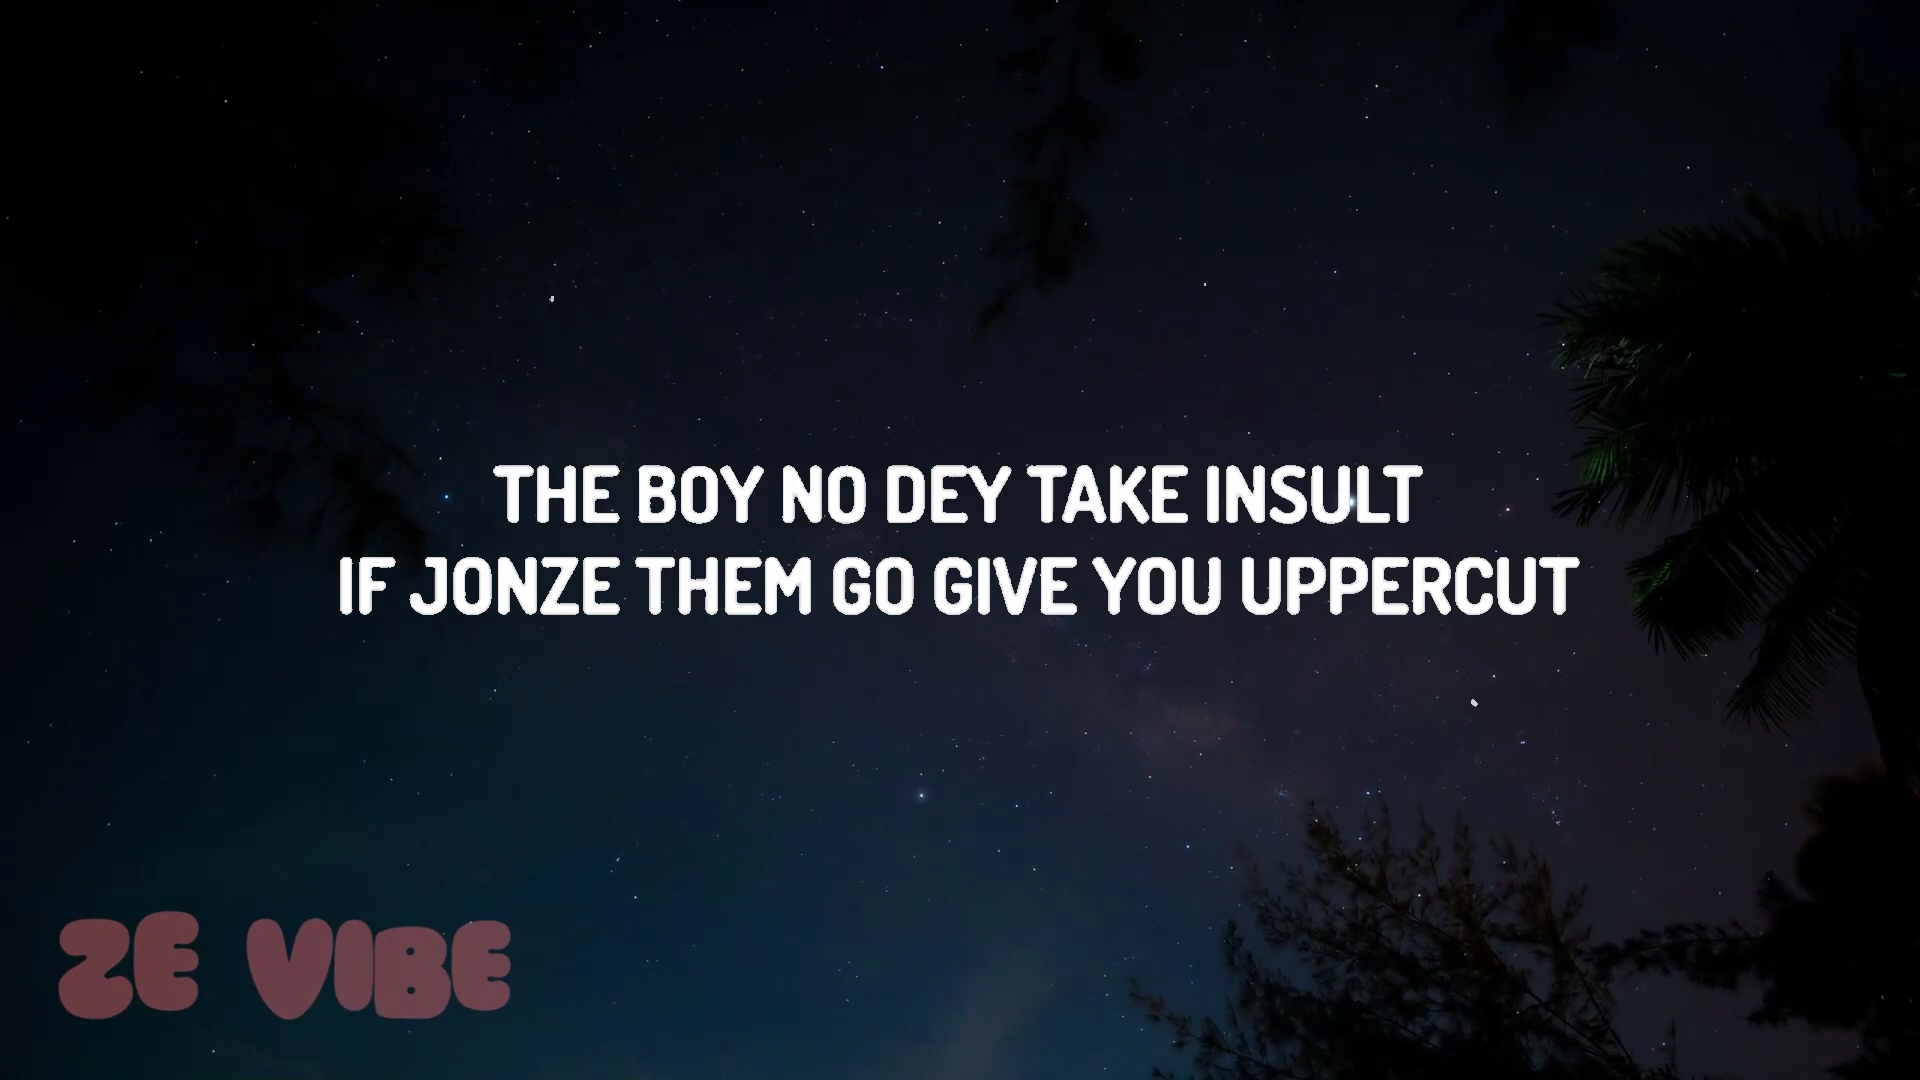 THE BOY NO DEY TAKE INSULT
IF JONZE THEM GO GIVE YOU UPPERCUT
ZE VIBE